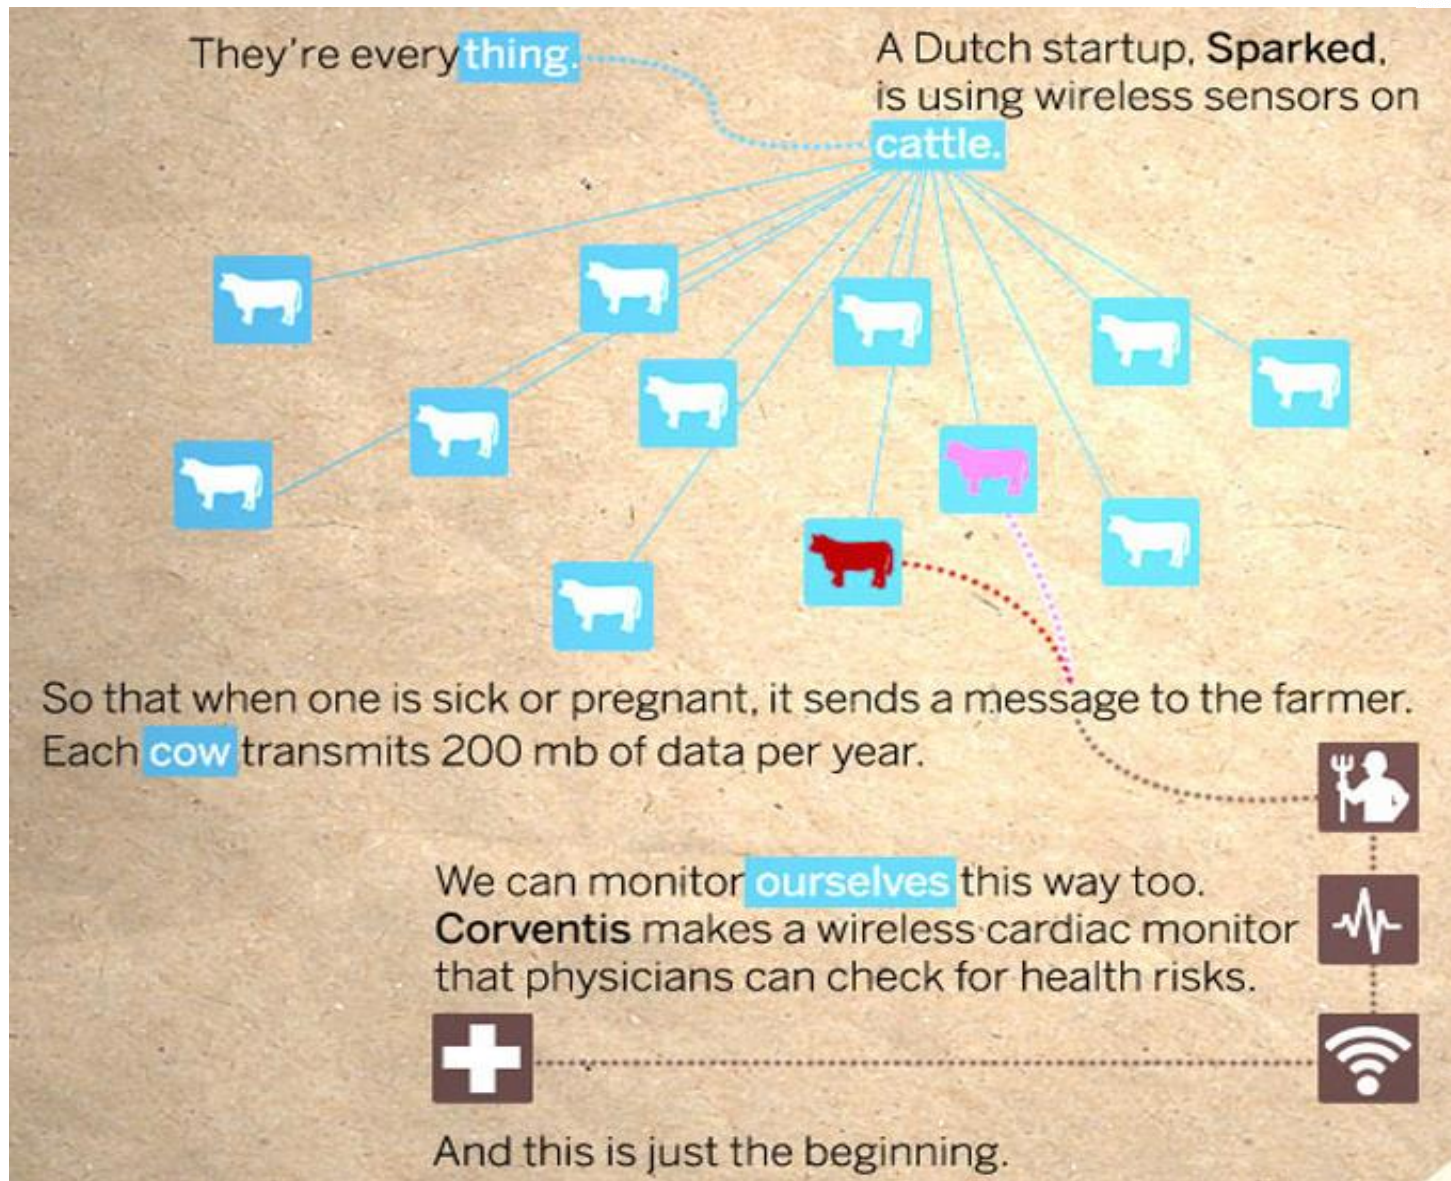 They're everything.
A Dutch startup, Sparked,
is using wireless sensors on
cattle.
So that when one is sick or pregnant, it sends a message to the farmer.
Each cow transmits 200 mb of data per year.
We can monitor ourselves this way too.
Corventis makes a wireless cardiac monitor
that physicians can check for health risks.
And this is just the beginning.